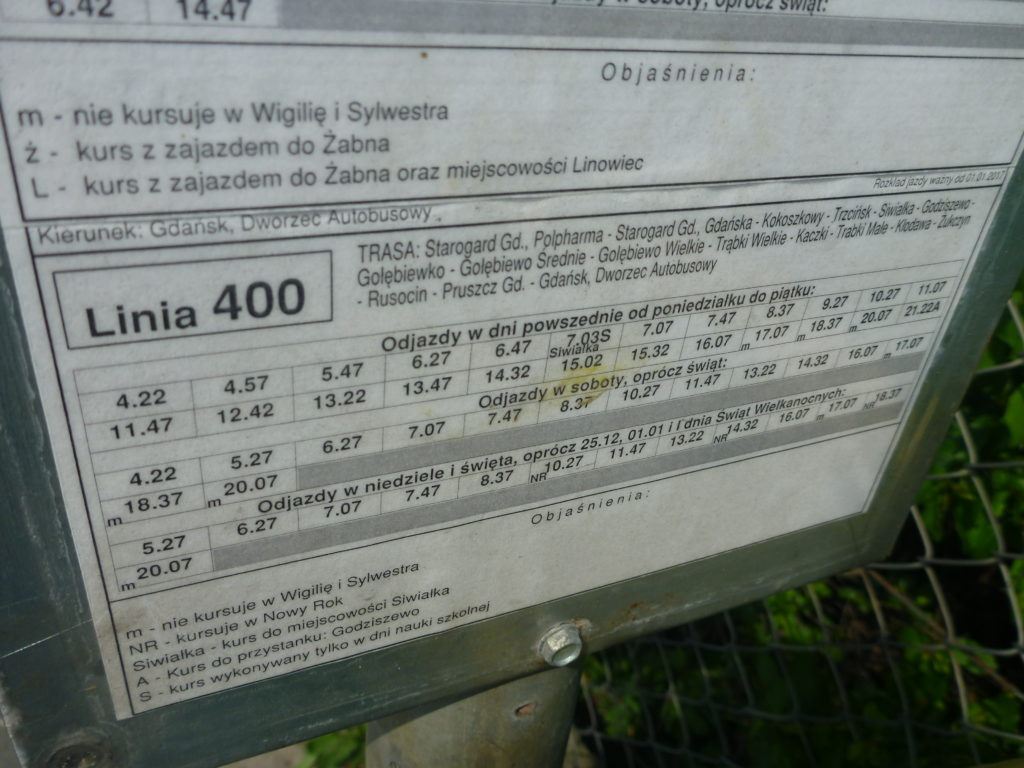 6.42 14.47
soboty, oprócz świąt:
Objaśnienia:
m - nie kursuje w Wigilię i Sylwestra
ż - kurs z zajazdem do Żabna
L - kurs z zajazdem do Żabna oraz miejscowości Linowiec
Rozkład jazdy ważny od 01.01.2017
Kierunek: Gdańsk, Dworzec Autobusowy
Linia 400
TRASA: Starogard Gd., Polpharma - Starogard Gd., Gdańska - Kokoszkowy - Trzcińsk - Siwiałka - Godziszewo -
Gołębiewko - Gołębiewo Średnie - Gołębiewo Wielkie - Trąbki Wielkie - Kaczki - Trąbki Małe - Kłodawa - Żukczyn
- Rusocin - Pruszcz Gd. - Gdańsk, Dworzec Autobusowy
Odjazdy w dni powszednie od poniedziałku do piątku:
4.22 4.57 5.47 6.27 6.47 7.03S Siwiałka 7.07 7.47 8.37 9.27 10.27 11.07
11.47 12.42 13.22 13.47 14.32 15.02 15.32 16.07 m 17.07 m 18.37 m 20.07 21.22A
Odjazdy w soboty, oprócz świąt:
4.22 5.27 6.27 7.07 7.47 8.37 10.27 11.47 13.22 14.32 16.07 m 17.07
m 18.37 m 20.07
Odjazdy w niedziele i święta, oprócz 25.12, 01.01 i I dnia Świąt Wielkanocnych:
5.27 6.27 7.07 7.47 8.37 NR 10.27 11.47 13.22 NR 14.32 16.07 m 17.07 NR 18.37
m 20.07
Objaśnienia:
m - nie kursuje w Wigilię i Sylwestra
NR - kursuje w Nowy Rok
Siwiałka - kurs do miejscowości Siwiałka
A - Kurs do przystanku: Godziszewo
S - kurs wykonywany tylko w dni nauki szkolnej